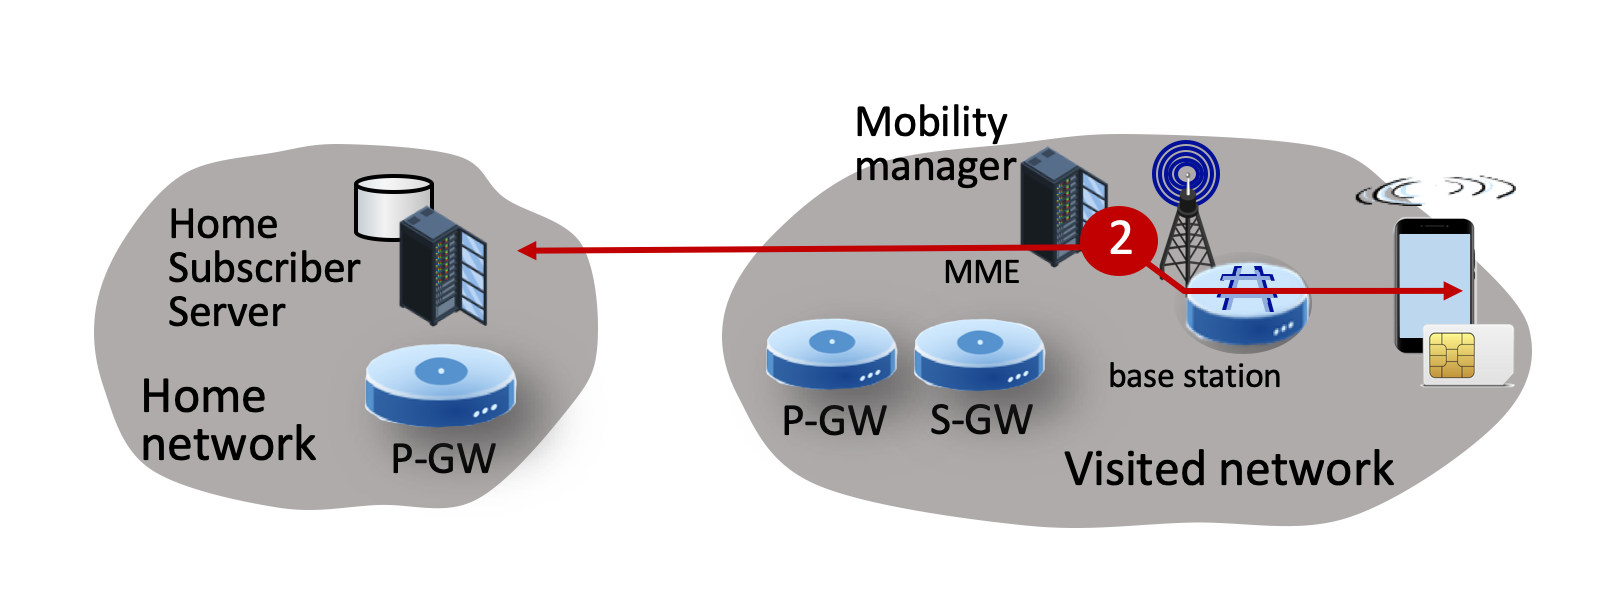 Mobility
manager
MME
2
Home
Subscriber
Server
Home
network
P-GW
P-GW
S-GW
base station
Visited network